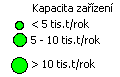 Kapacita zařízení
< 5 tis.t/rok
5 - 10 tis.t/rok
> 10 tis.t/rok